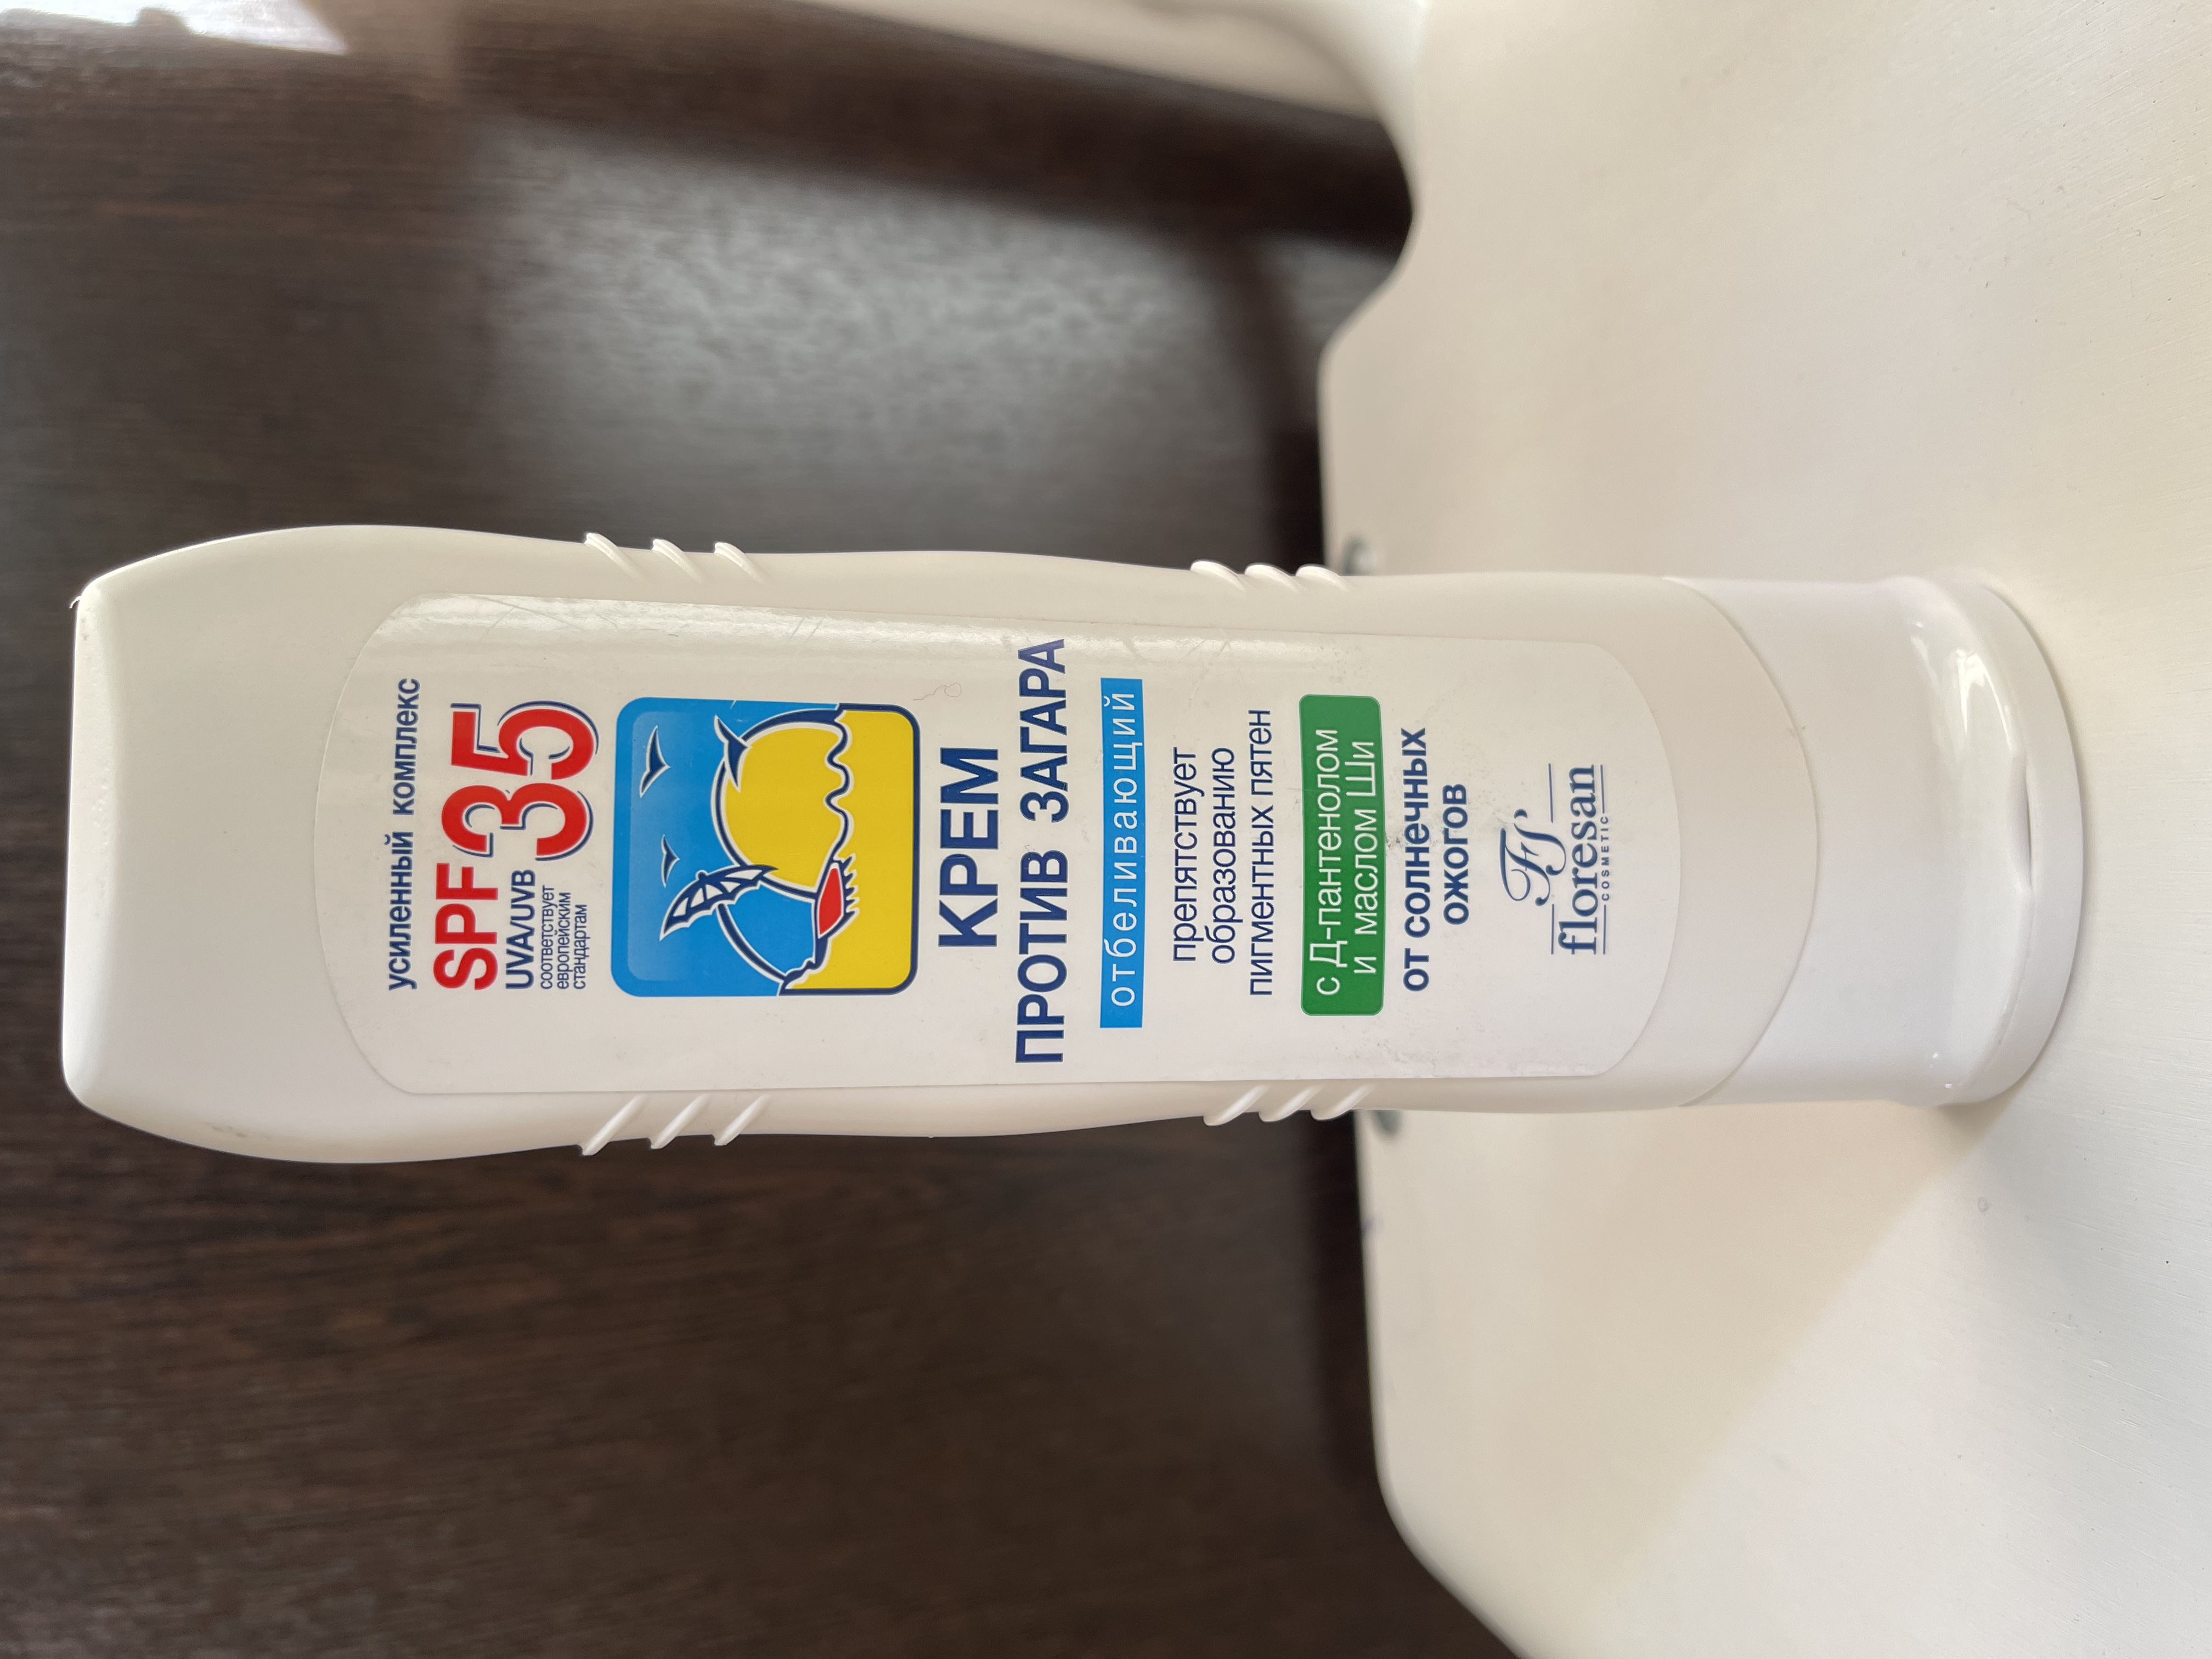 усиленный комплекс
SPF 35
UVA/UVB
соответствует
европейским
стандартам
КРЕМ
ПРОТИВ ЗАГАРА
отбеливающий
препятствует
образованию
пигментных пятен
с Д-пантенолом
и маслом Ши
от солнечных
ожогов
Fs
floresan
COSMETIC